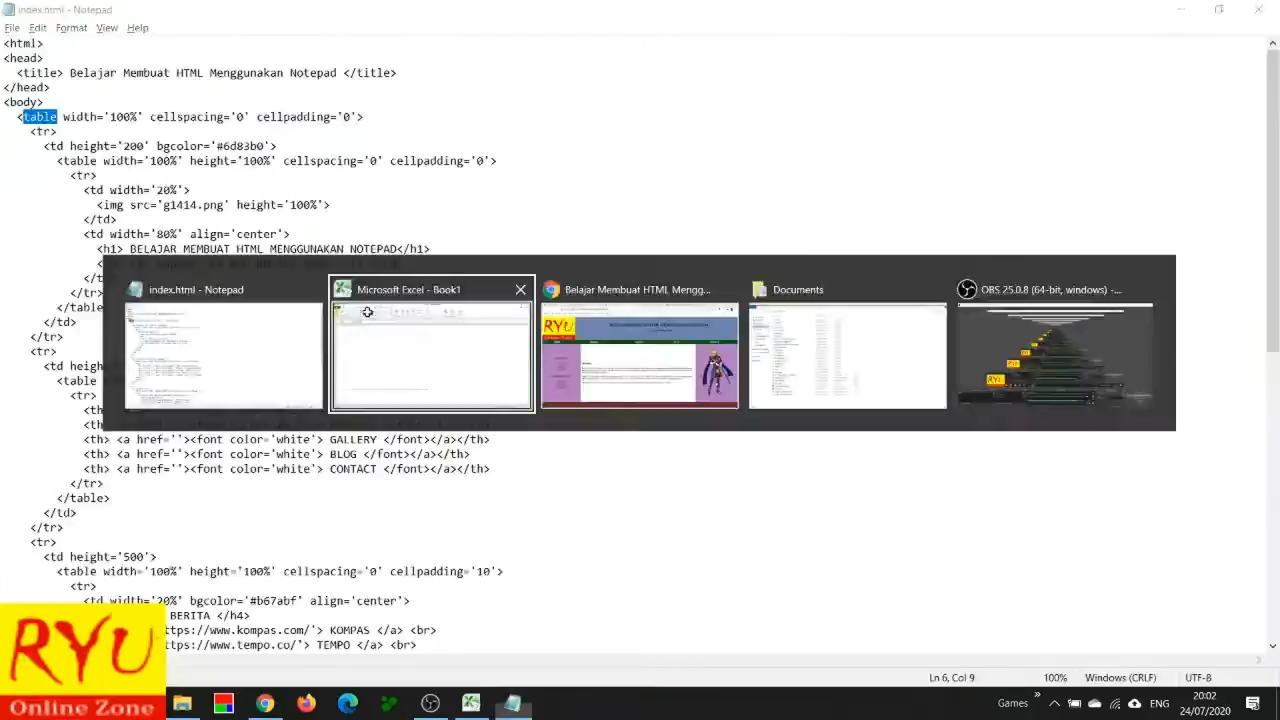 index.html - Notepad
File Edit Format View Help
<html>
<head>
<title> Belajar Membuat HTML Menggunakan Notepad </title>
</head>
<body>
<table width='100%' cellspacing='0' cellpadding='0'>
<tr>
<td height='200' bgcolor='#6d83b0'>
<table width='100%' height='100%' cellspacing='0' cellpadding='0'>
<tr>
<td width='20%'>
<img src='g1414.png' height='100%'>
</td>
<td width='80%' align='center'>
<h1> BELAJAR MEMBUAT HTML MENGGUNAKAN NOTEPAD</h1>
index.html - Notepad
Microsoft Excel - Book1
Belajar Membuat HTML Mengg...
Documents
OBS 25.0.8 (64-bit, windows) -...
RYU
<th> <a href=''><font color='white'> GALLERY </font></a></th>
<th> <a href=''><font color='white'> BLOG </font></a></th>
<th> <a href=''><font color='white'> CONTACT </font></a></th>
</tr>
</table>
</td>
</tr>
<tr>
<td height='500'>
<table width='100%' height='100%' cellspacing='0' cellpadding='10'>
<tr>
<td width='20%' bgcolor='#b67abf' align='center'>
BERITA </h4>
ttps://www.kompas.com/'> KOMPAS </a> <br>
ttps://www.tempo.co/'> TEMPO </a> <br>
Ln 6, Col 9 100% Windows (CRLF) UTF-8
RYU
Online Zone
Games ENG
20:02
24/07/2020